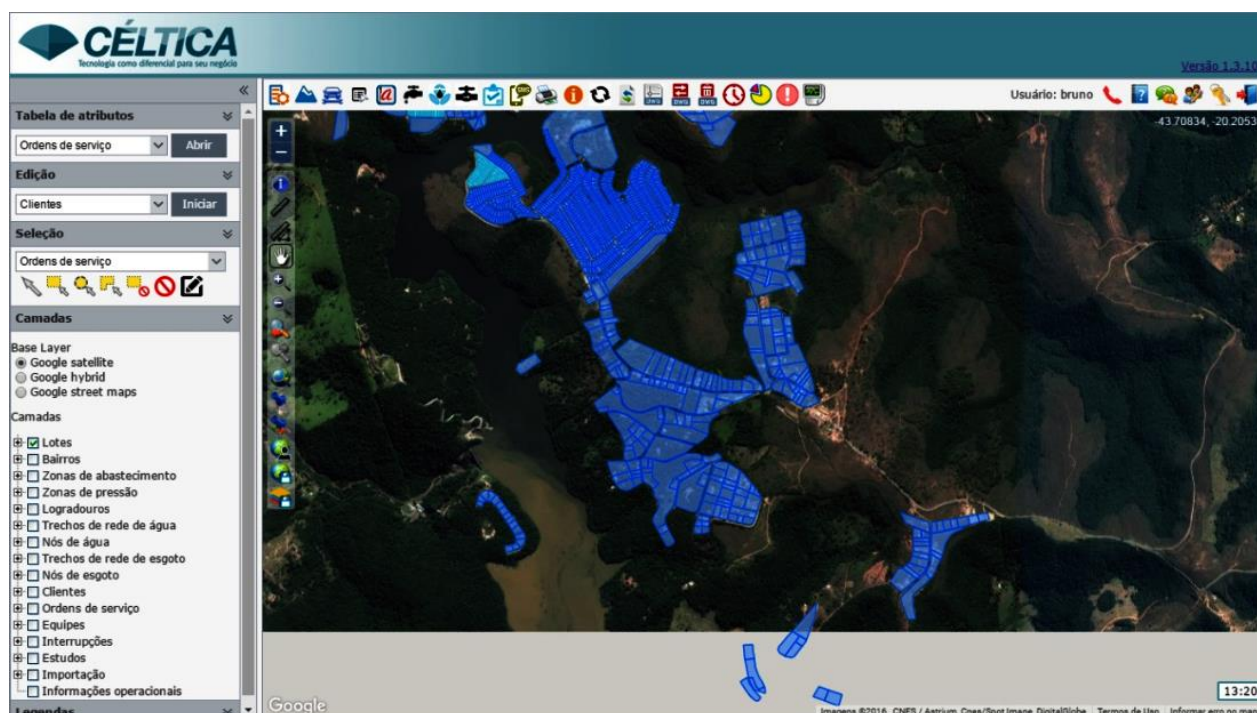 CÉLTICA
Tecnologia como diferencial para seu negócio
Versão 1.3.10
Usuário: bruno
Tabela de atributos
Ordens de serviço
Abrir
Edição
Clientes
Iniciar
Seleção
Ordens de serviço
Camadas
Base Layer
Google satellite
Google hybrid
Google street maps
Camadas
Lotes
Bairros
Zonas de abastecimento
Zonas de pressão
Logradouros
Trechos de rede de água
Nós de água
Trechos de rede de esgoto
Nós de esgoto
Clientes
Ordens de serviço
Equipes
Interrupções
Estudos
Importação
Informações operacionais
Legendas
-43.70834, -20.2053
13:20
Google
Imagens ©2016, CNES / Astrium, Cnes/Spot Image, DigitalGlobe
Termos de Uso
Informar erro no map